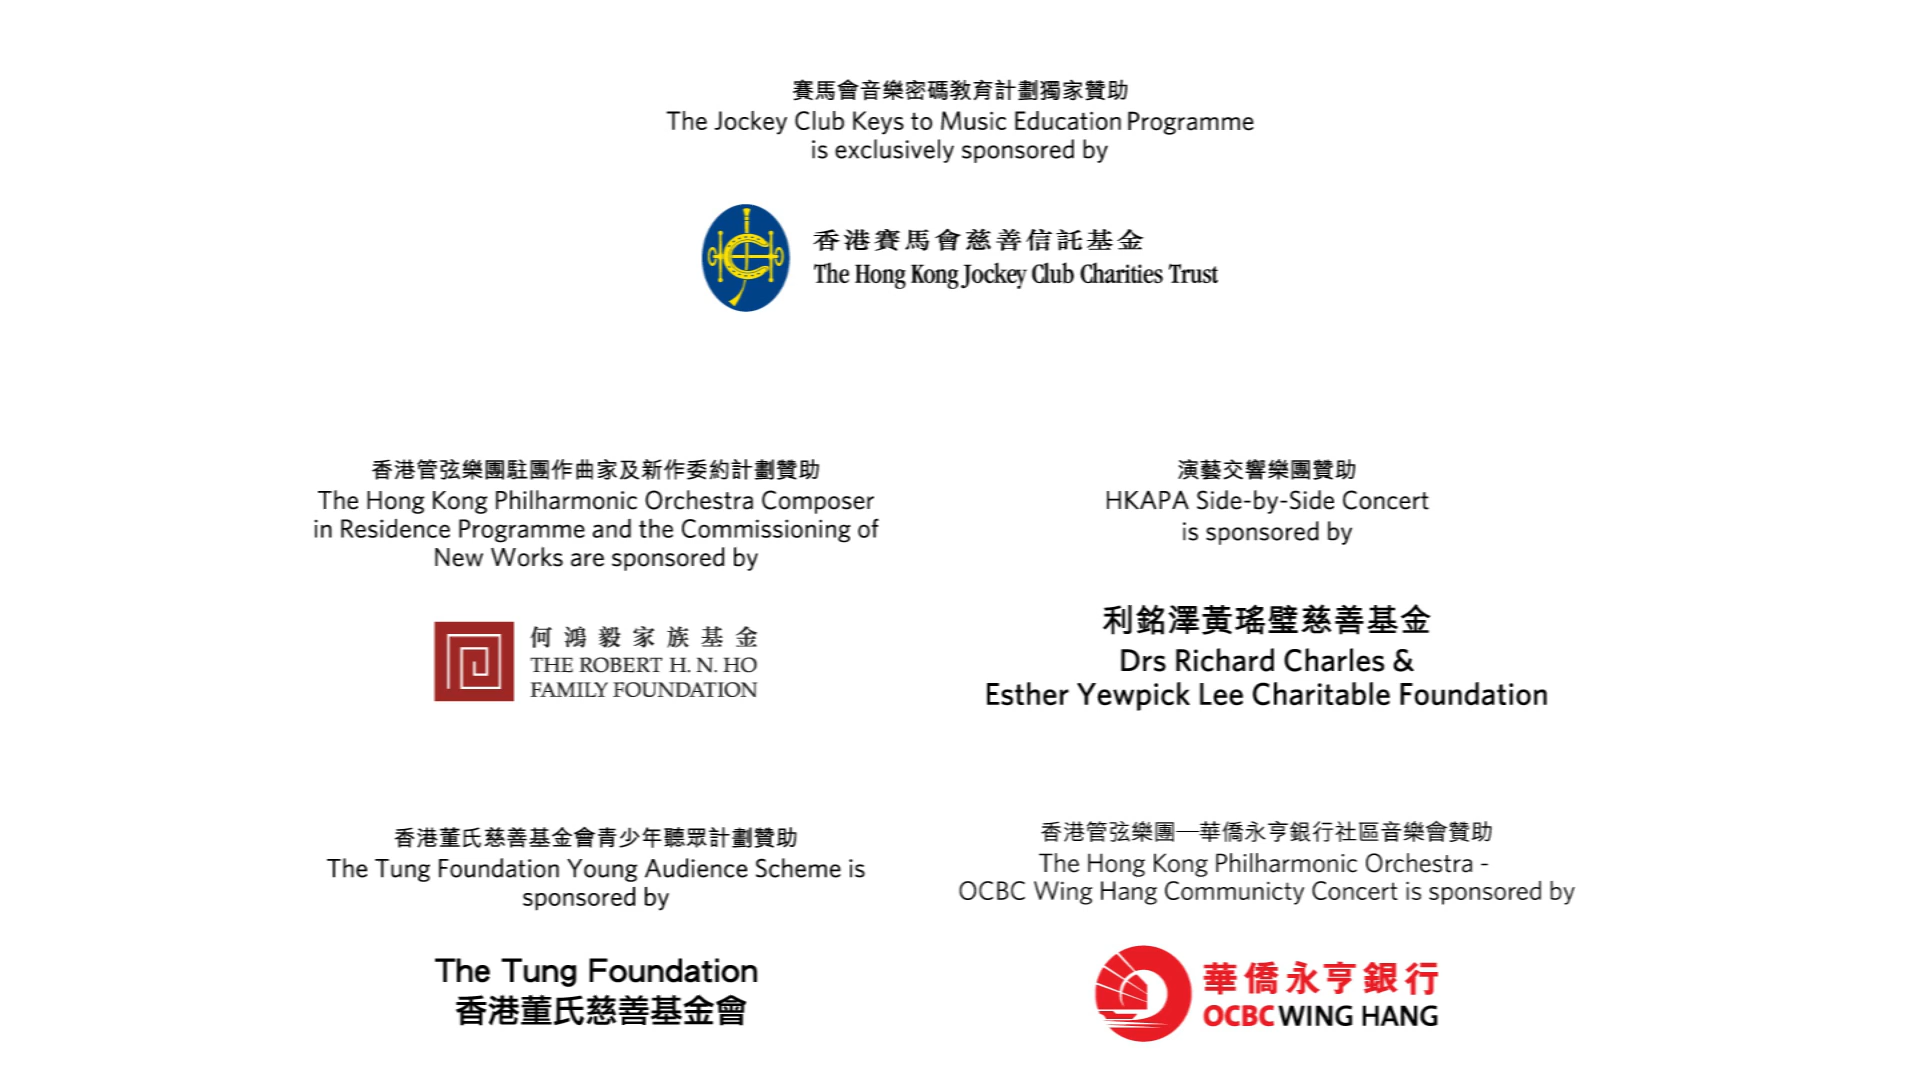 賽馬會音樂密碼教育計劃獨家贊助
The Jockey Club Keys to Music Education Programme
is exclusively sponsored by
香港賽馬會慈善信託基金
The Hong Kong Jockey Club Charities Trust
香港管弦樂團駐團作曲家及新作委約計劃贊助
The Hong Kong Philharmonic Orchestra Composer
in Residence Programme and the Commissioning of
New Works are sponsored by
何鴻毅家族基金
THE ROBERT H. N. HO
FAMILY FOUNDATION
演藝交響樂團贊助
HKAPA Side-by-Side Concert
is sponsored by
利銘澤黃瑤璧慈善基金
Drs Richard Charles &
Esther Yewpick Lee Charitable Foundation
香港董氏慈善基金會青少年聽眾計劃贊助
The Tung Foundation Young Audience Scheme is
sponsored by
The Tung Foundation
香港董氏慈善基金會
香港管弦樂團—華僑永亨銀行社區音樂會贊助
The Hong Kong Philharmonic Orchestra -
OCBC Wing Hang Communicty Concert is sponsored by
華僑永亨銀行
OCBC WING HANG